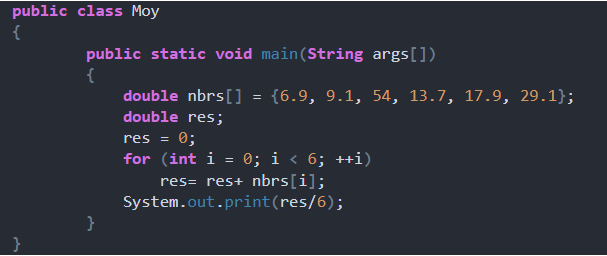 public class Moy
{
public static void main(String args[])
{
double nbrs[] = {6.9, 9.1, 54, 13.7, 17.9, 29.1};
double res;
res = 0;
for (int i = 0; i < 6; ++i)
res= res+ nbrs[i];
System.out.print(res/6);
}
}